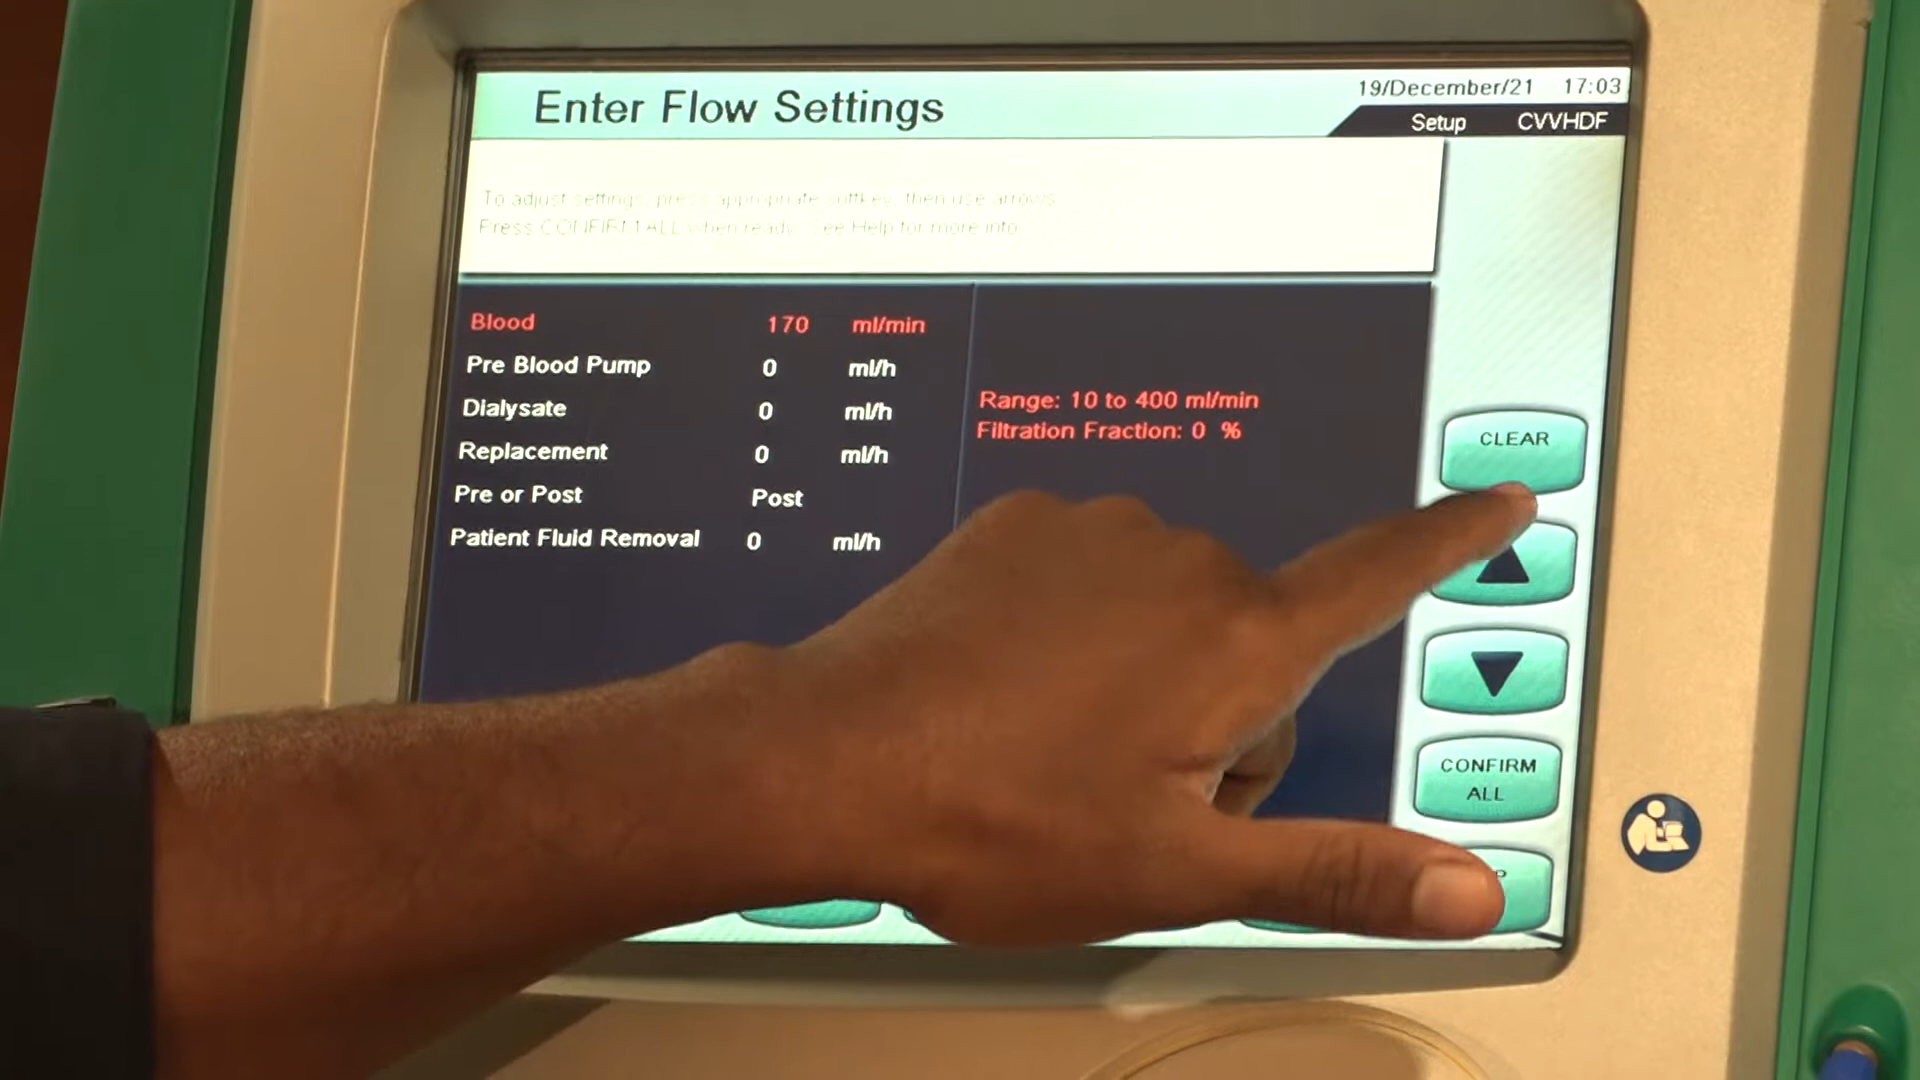 Enter Flow Settings
19/December/21 17:03
Setup CVVHDF
To adjust settings, press appropriate softkey, then use arrows.
Press CONFIRM ALL when ready. See Help for more info.
Blood 170 ml/min
Pre Blood Pump 0 ml/h
Dialysate 0 ml/h
Replacement 0 ml/h
Pre or Post Post
Patient Fluid Removal 0 ml/h
Range: 10 to 400 ml/min
Filtration Fraction: 0 %
CLEAR
CONFIRM
ALL